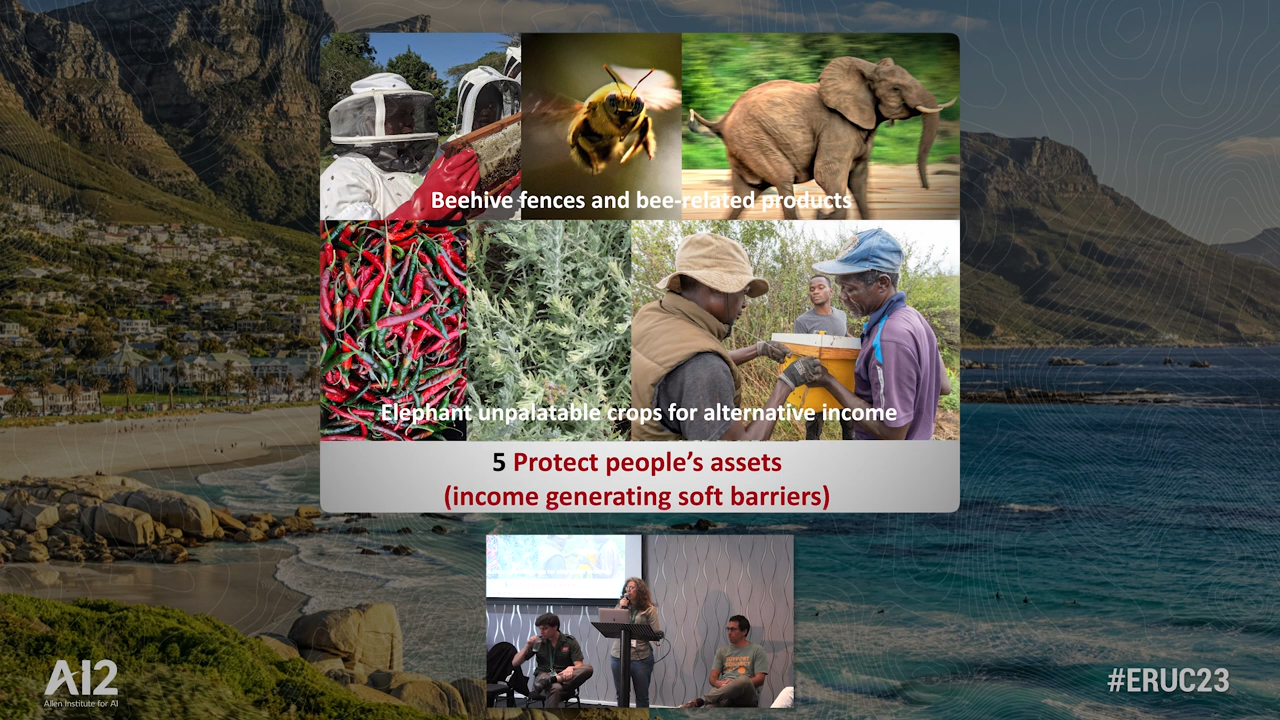 Beehive fences and bee-related products
Elephant unpalatable crops for alternative income
5 Protect people's assets
(income generating soft barriers)
SUPPORT
AI2
Allen Institute for AI
#ERUC23